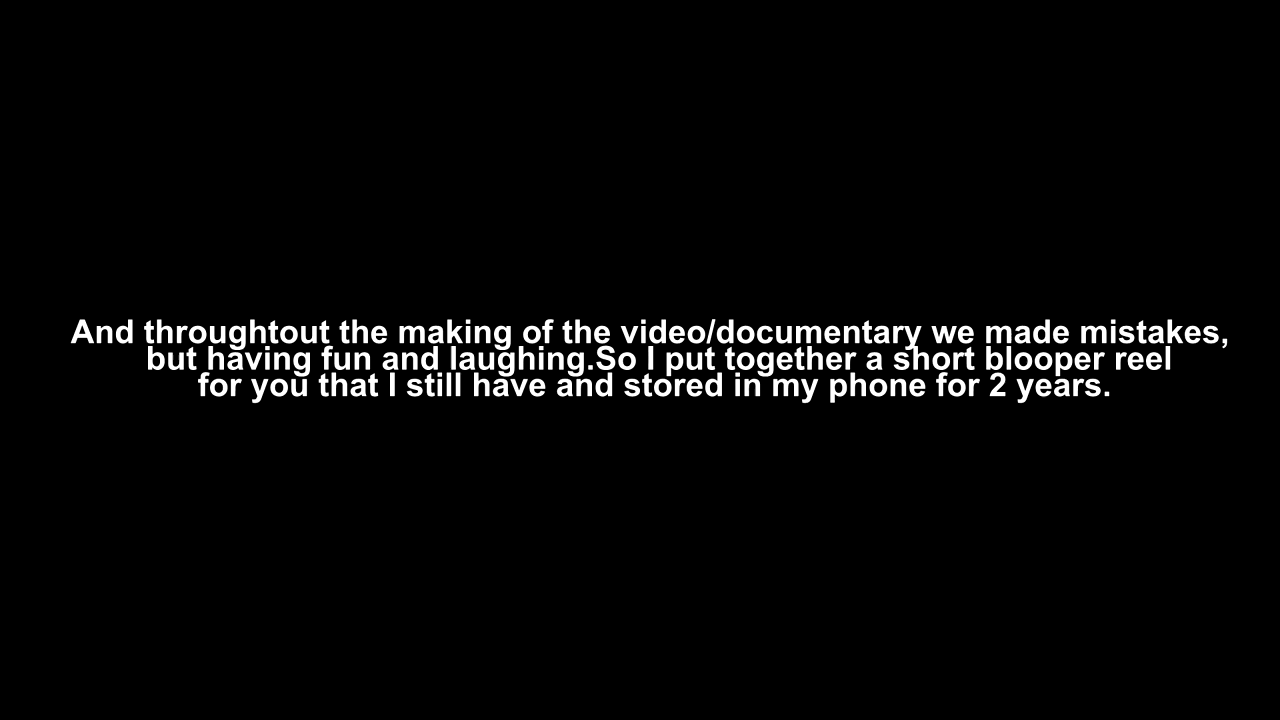 And throughtout the making of the video/documentary we made mistakes,
but having fun and laughing.So I put together a short blooper reel
for you that I still have and stored in my phone for 2 years.